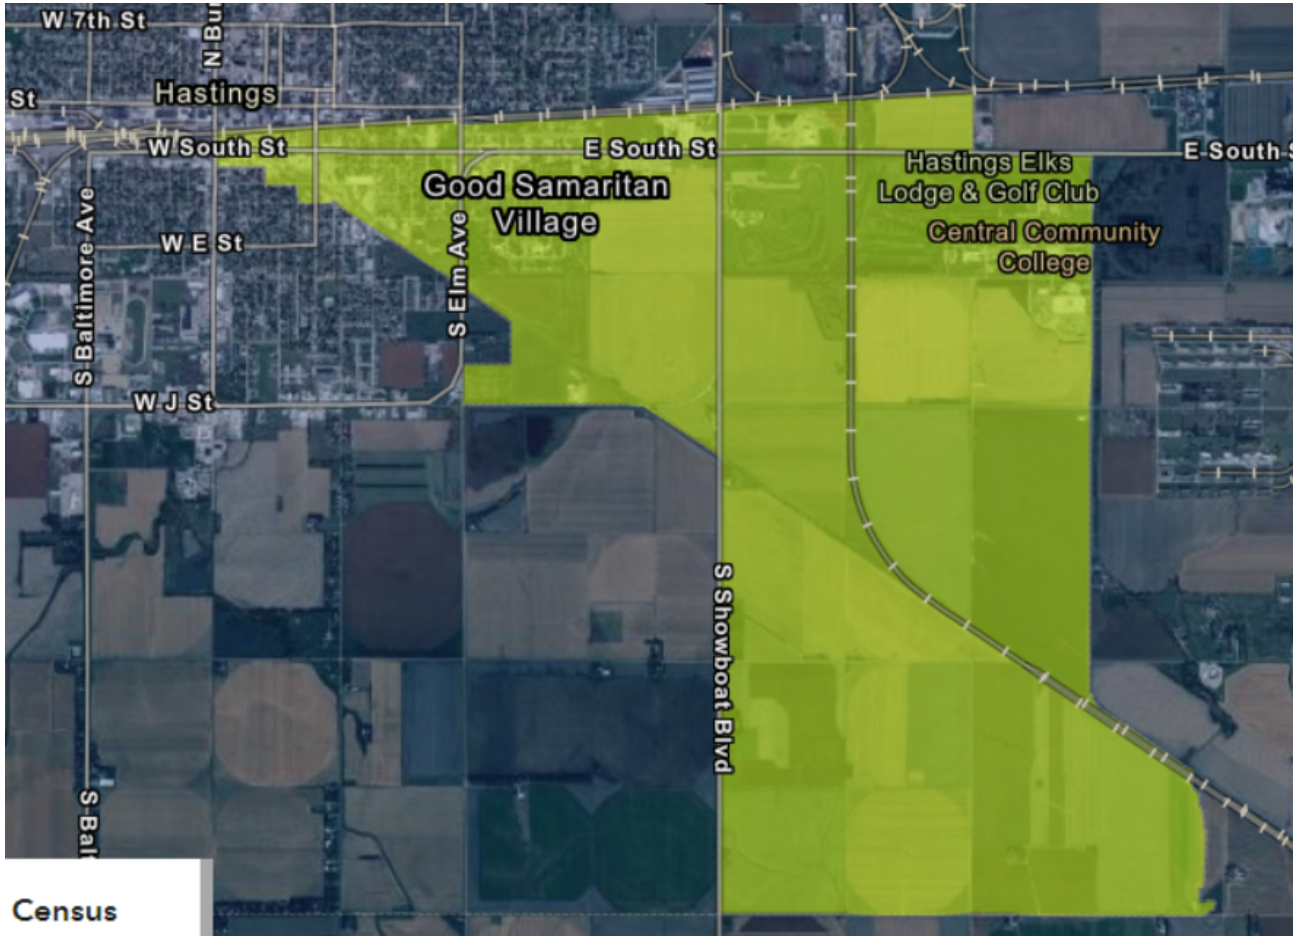 W 7th St
N Bur
Hastings
St
W South St
E South St
E South S
Hastings Elks
Lodge & Golf Club
Good Samaritan
Village
Central Community
College
W E St
S Baltimore Ave
S Elm Ave
W J St
S Showboat Blvd
S Bal
Census